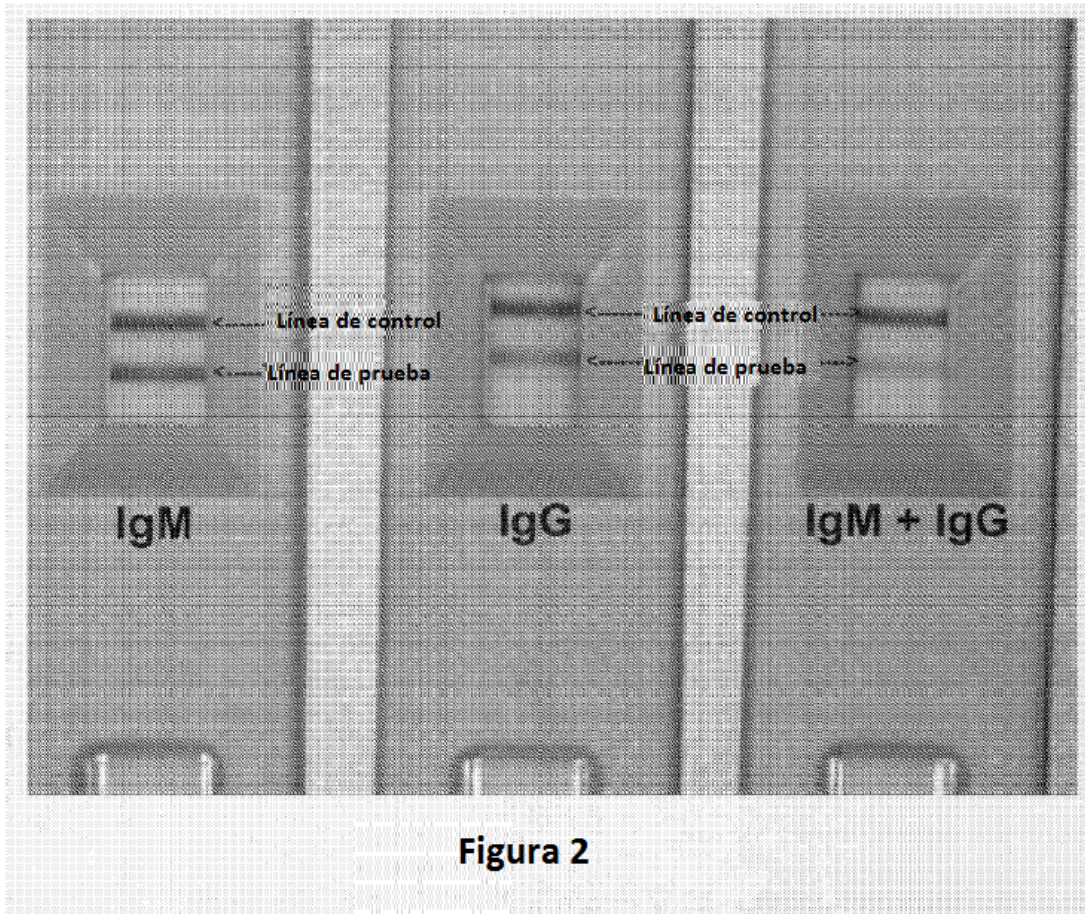 Línea de control
Línea de control
Línea de prueba
Línea de prueba
IgM
IgG
IgM + IgG
Figura 2